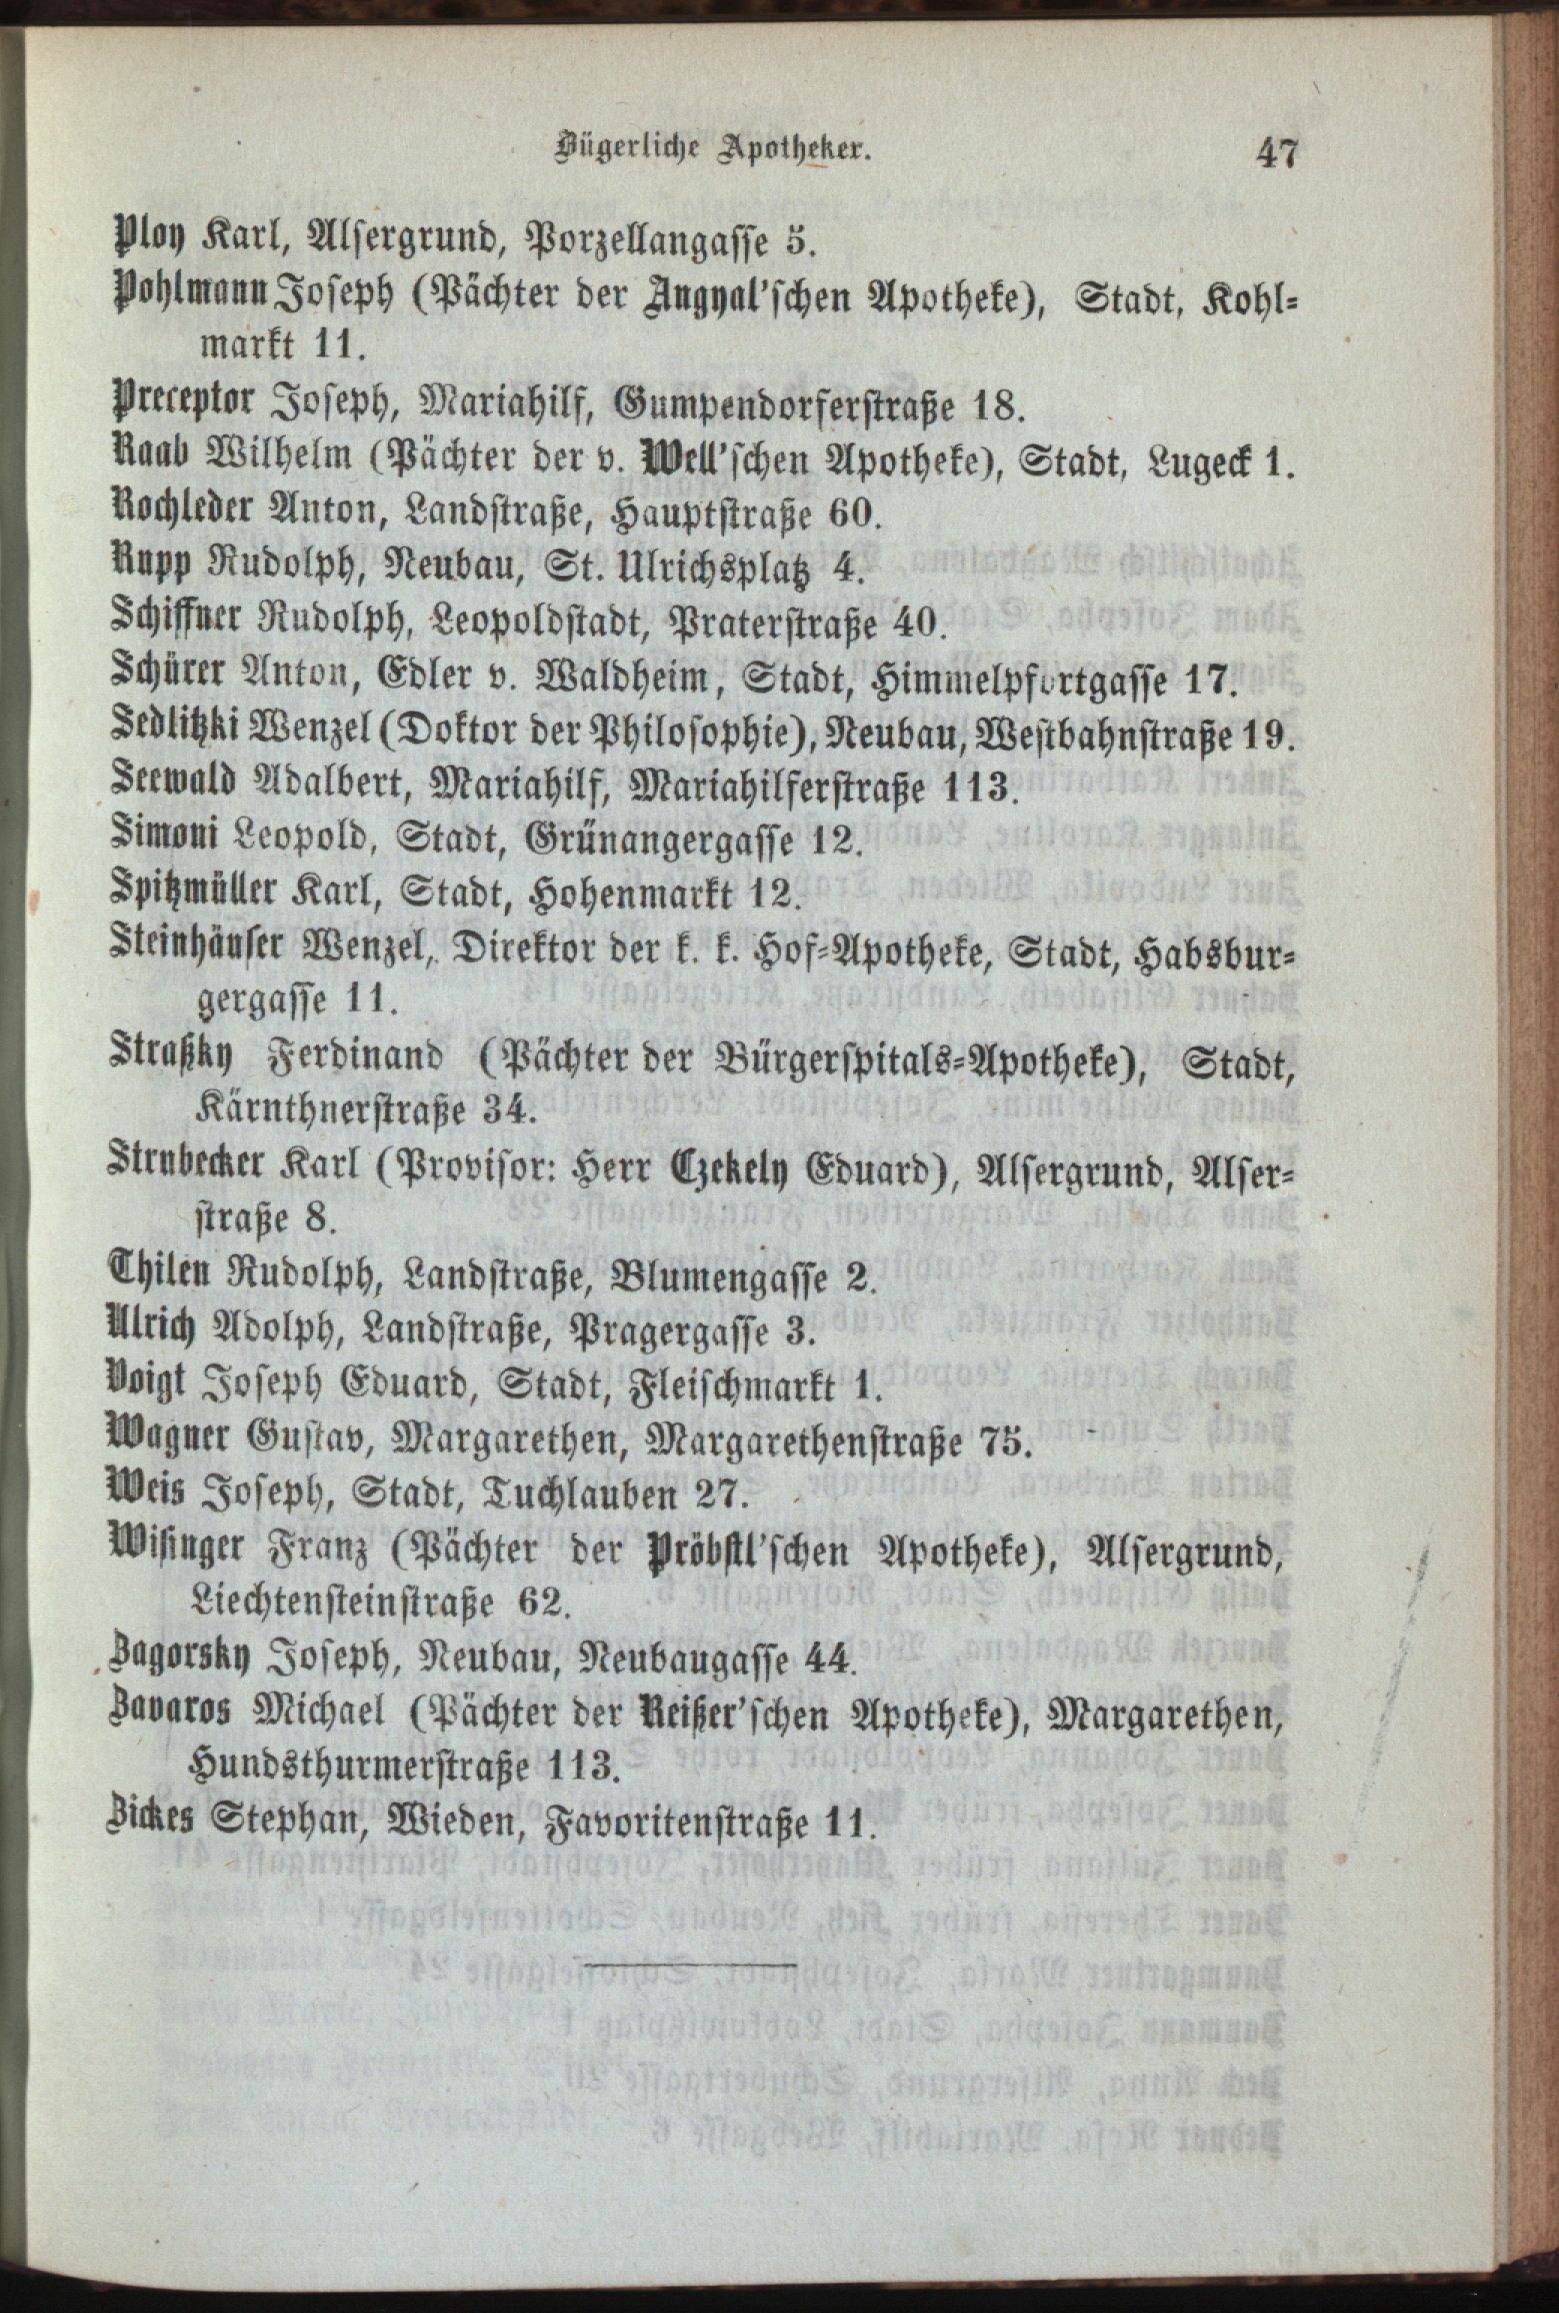 Bügerliche Apotheker. 47
Ploy Karl, Alsergrund, Porzellangasse 5.
Pohlmann Joseph (Pächter der Angyal'schen Apotheke), Stadt, Kohl-
markt 11.
Preceptor Joseph, Mariahilf, Gumpendorferstraße 18.
Raab Wilhelm (Pächter der v. Well'schen Apotheke), Stadt, Lugeck 1.
Rochleder Anton, Landstraße, Hauptstraße 60.
Rupp Rudolph, Neubau, St. Ulrichsplatz 4.
Schiffner Rudolph, Leopoldstadt, Praterstraße 40.
Schürer Anton, Edler v. Waldheim, Stadt, Himmelpfortgasse 17.
Sedlitzki Wenzel (Doktor der Philosophie), Neubau, Westbahnstraße 19.
Seewald Adalbert, Mariahilf, Mariahilferstraße 113.
Simoni Leopold, Stadt, Grünangergasse 12.
Spitzmüller Karl, Stadt, Hohenmarkt 12.
Steinhäuser Wenzel, Direktor der k. k. Hof-Apotheke, Stadt, Habsbur-
gergasse 11.
Straßky Ferdinand (Pächter der Bürgerspitals-Apotheke), Stadt,
Kärnthnerstraße 34.
Strubecker Karl (Provisor: Herr Czekely Eduard), Alsergrund, Alser-
straße 8.
Thilen Rudolph, Landstraße, Blumengasse 2.
Ulrich Adolph, Landstraße, Pragergasse 3.
Voigt Joseph Eduard, Stadt, Fleischmarkt 1.
Wagner Gustav, Margarethen, Margarethenstraße 75.
Weis Joseph, Stadt, Tuchlauben 27.
Wisinger Franz (Pächter der Pröbstl'schen Apotheke), Alsergrund,
Liechtensteinstraße 62.
Zagorsky Joseph, Neubau, Neubaugasse 44.
Zavaros Michael (Pächter der Reißer'schen Apotheke), Margarethen,
Hundsthurmerstraße 113.
Zickes Stephan, Wieden, Favoritenstraße 11.